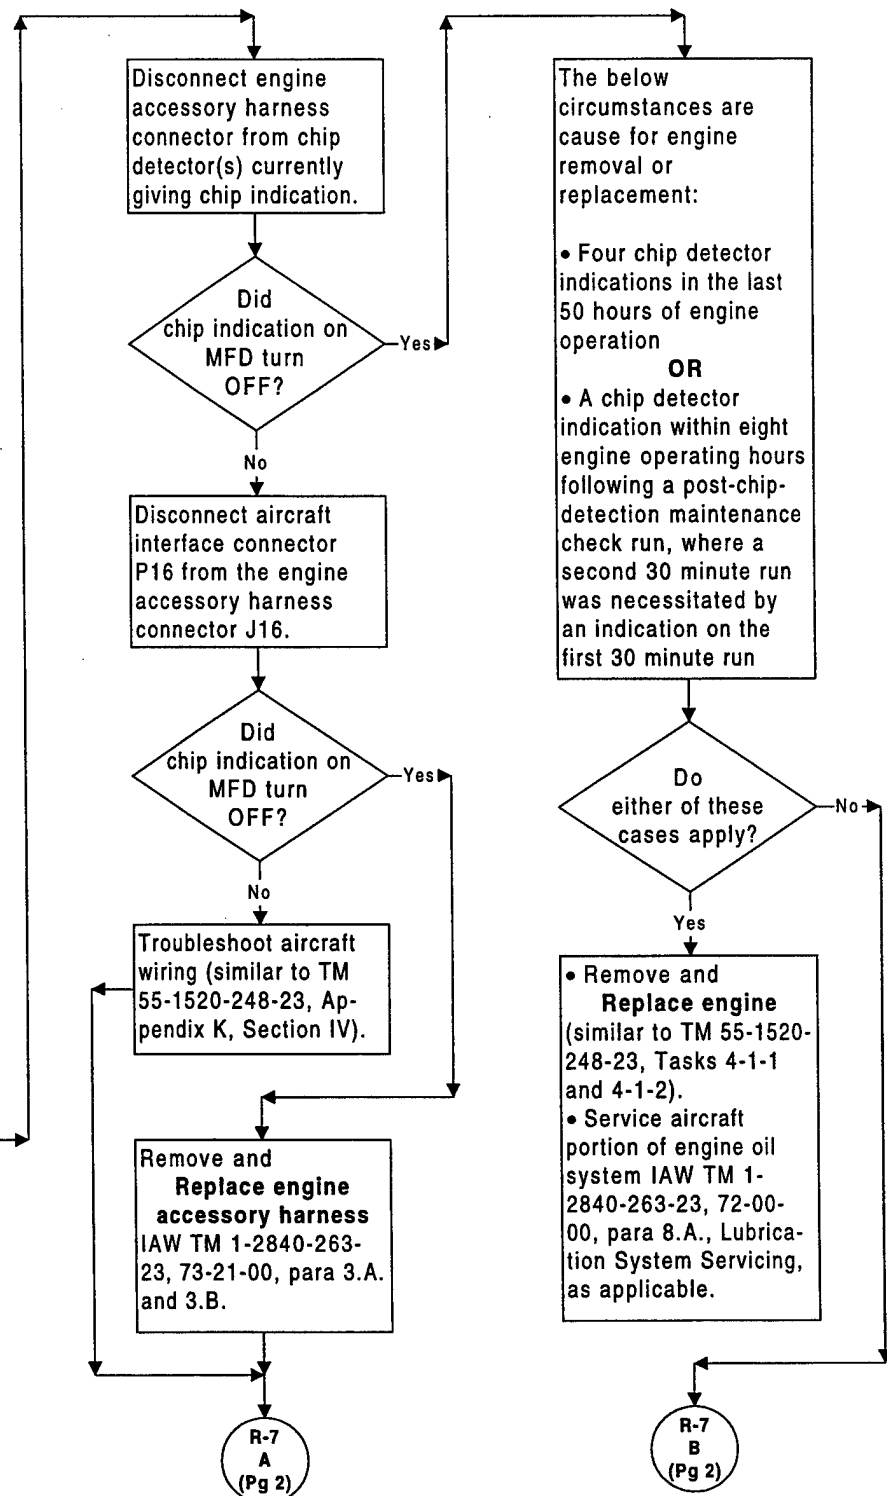 Disconnect engine
accessory harness
connector from chip
detector(s) currently
giving chip indication.
Did
chip indication on
MFD turn
OFF?
Yes
No
Disconnect aircraft
interface connector
P16 from the engine
accessory harness
connector J16.
Did
chip indication on
MFD turn
OFF?
Yes
No
Troubleshoot aircraft
wiring (similar to TM
55-1520-248-23, Ap-
pendix K, Section IV).
Remove and
Replace engine
accessory harness
IAW TM 1-2840-263-
23, 73-21-00, para 3.A.
and 3.B.
R-7
A
(Pg 2)
The below
circumstances are
cause for engine
removal or
replacement:
• Four chip detector
indications in the last
50 hours of engine
operation
OR
• A chip detector
indication within eight
engine operating hours
following a post-chip-
detection maintenance
check run, where a
second 30 minute run
was necessitated by
an indication on the
first 30 minute run
Do
either of these
cases apply?
No
Yes
• Remove and
Replace engine
(similar to TM 55-1520-
248-23, Tasks 4-1-1
and 4-1-2).
• Service aircraft
portion of engine oil
system IAW TM 1-
2840-263-23, 72-00-
00, para 8.A., Lubrica-
tion System Servicing,
as applicable.
R-7
B
(Pg 2)